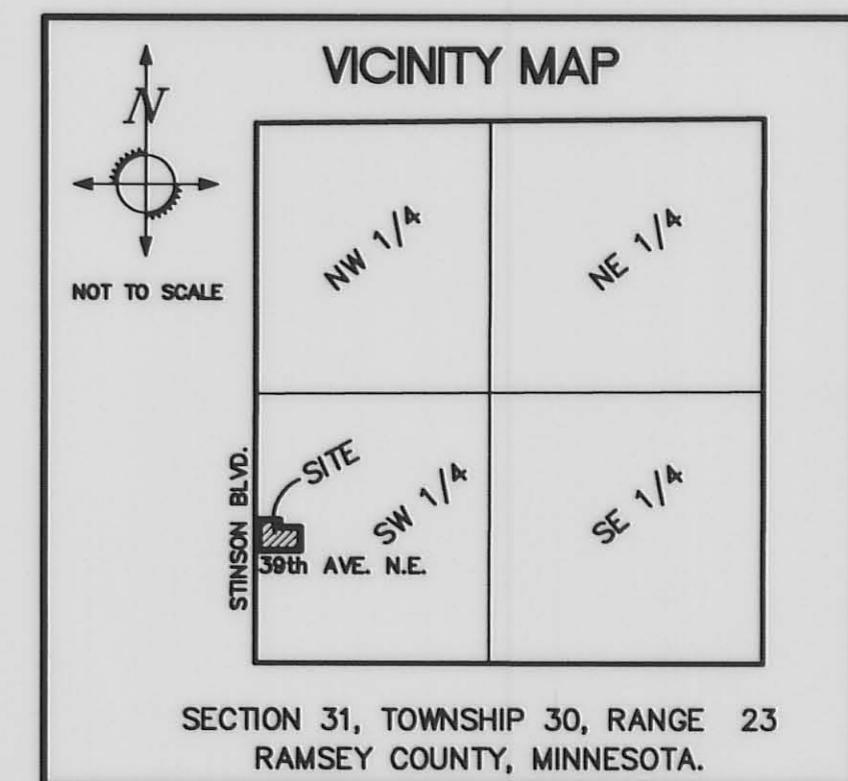 VICINITY MAP
N
NOT TO SCALE
NW 1/4
NE 1/4
STINSON BLVD.
SITE
SW 1/4
SE 1/4
39th AVE. N.E.
SECTION 31, TOWNSHIP 30, RANGE 23
RAMSEY COUNTY, MINNESOTA.